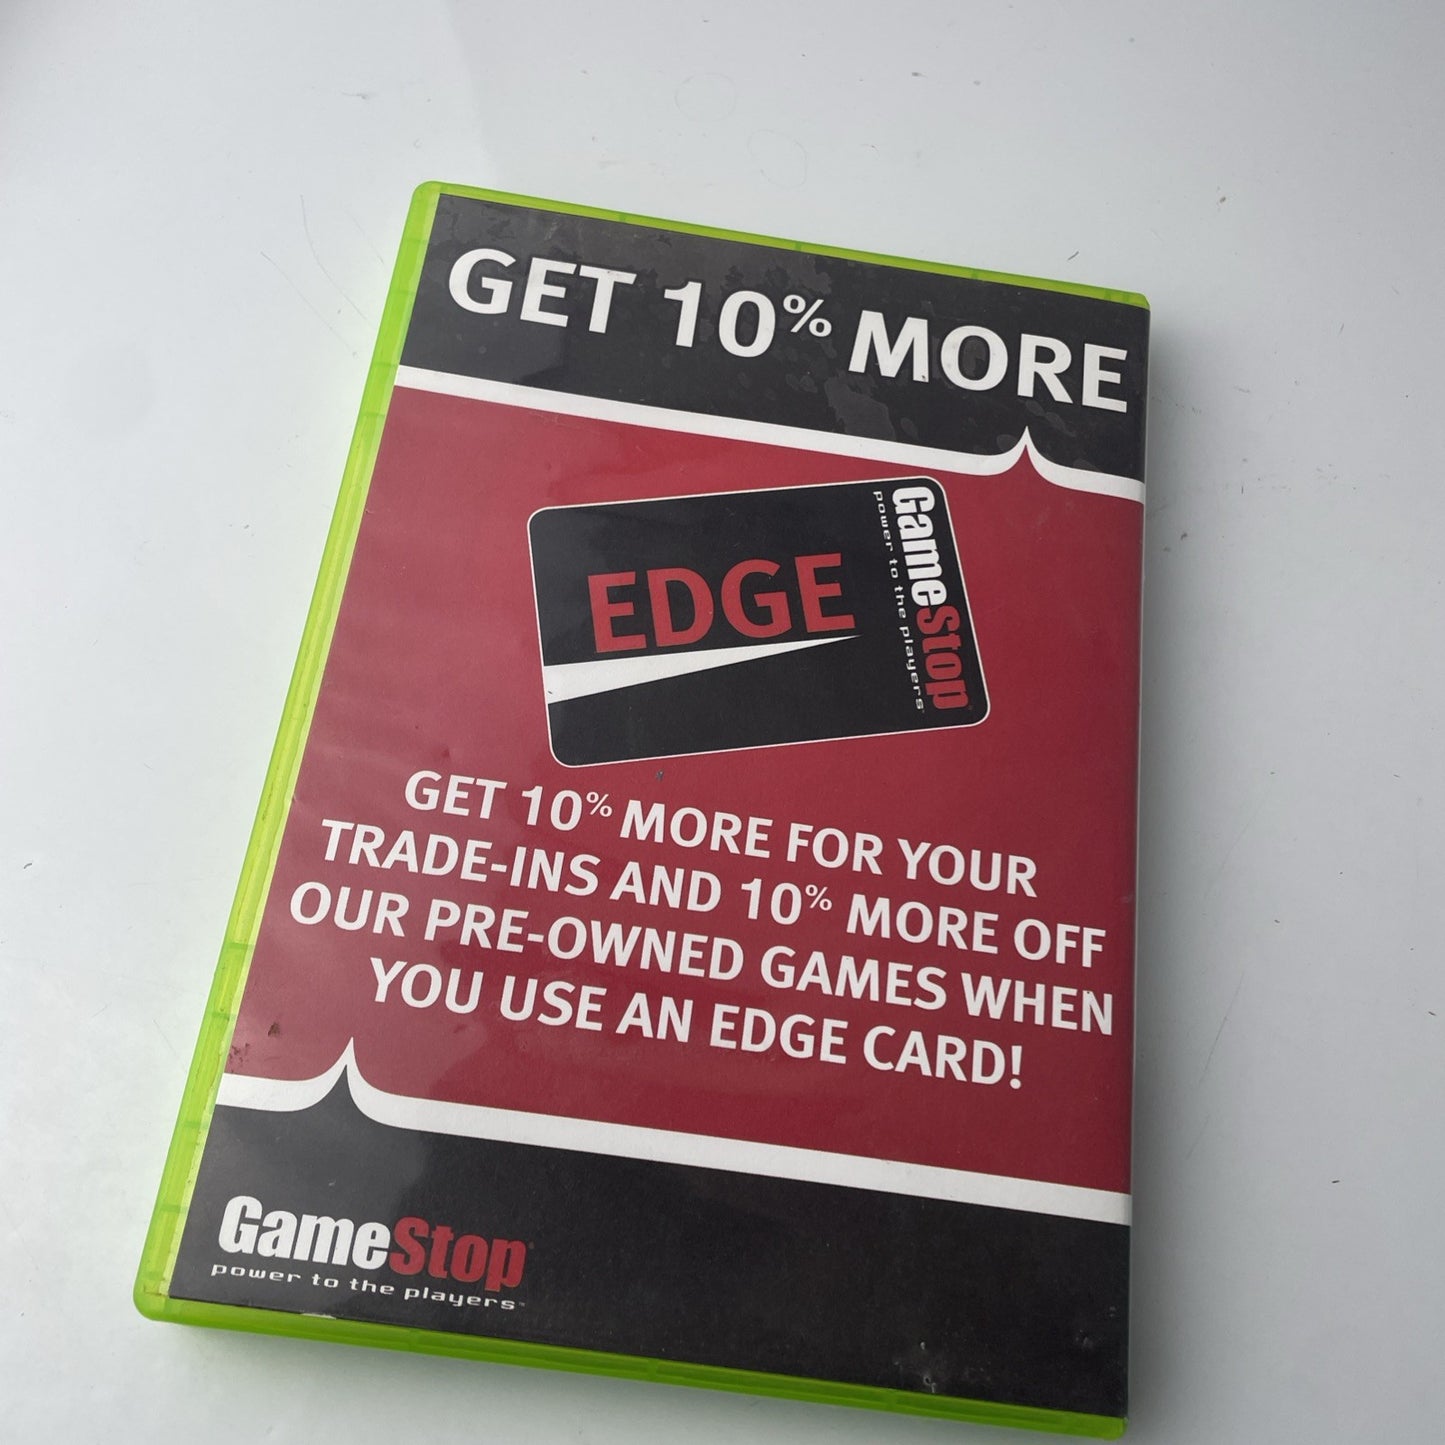 GET 10% MORE
EDGE
GameStop
power to the players
GET 10% MORE FOR YOUR
TRADE-INS AND 10% MORE OFF
OUR PRE-OWNED GAMES WHEN
YOU USE AN EDGE CARD!
GameStop
power to the players™